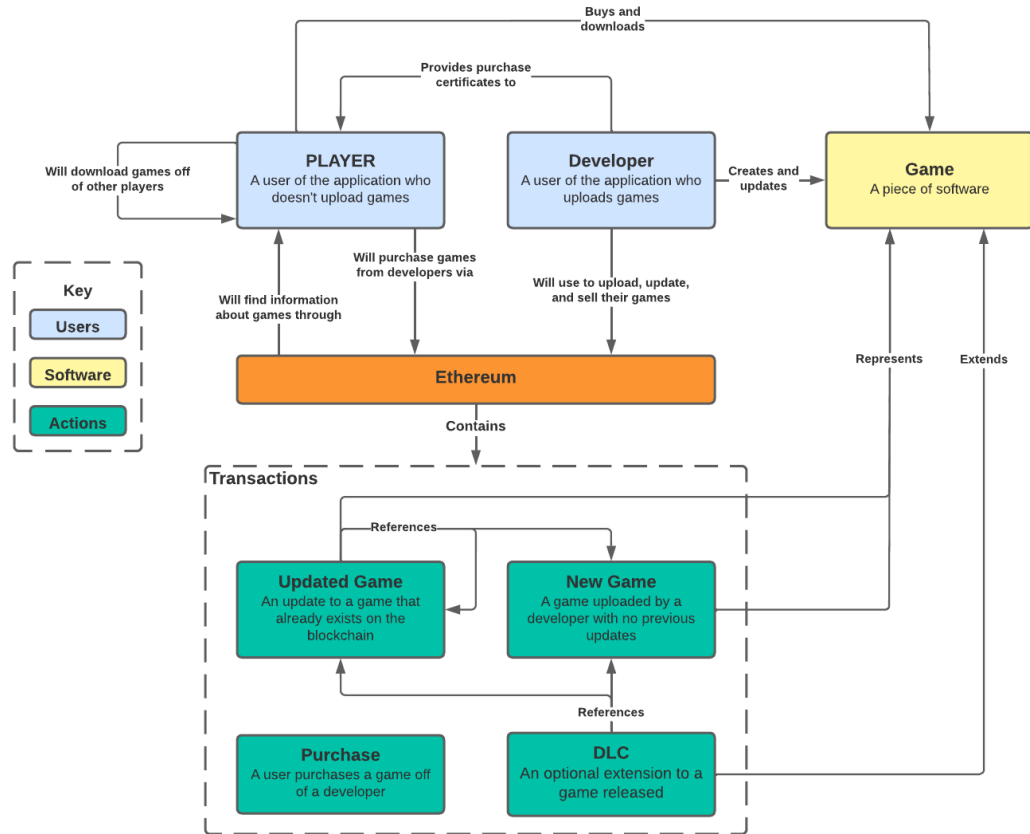 Buys and
downloads
Provides purchase
certificates to
PLAYER
A user of the application who
doesn't upload games
Developer
A user of the application who
uploads games
Game
A piece of software
Will download games off
of other players
Creates and
updates
Will purchase games
from developers via
Will use to upload, update,
and sell their games
Will find information
about games through
Key
Users
Software
Actions
Represents
Extends
Ethereum
Contains
Transactions
References
Updated Game
An update to a game that
already exists on the
blockchain
New Game
A game uploaded by a
developer with no previous
updates
References
Purchase
A user purchases a game off
of a developer
DLC
An optional extension to a
game released